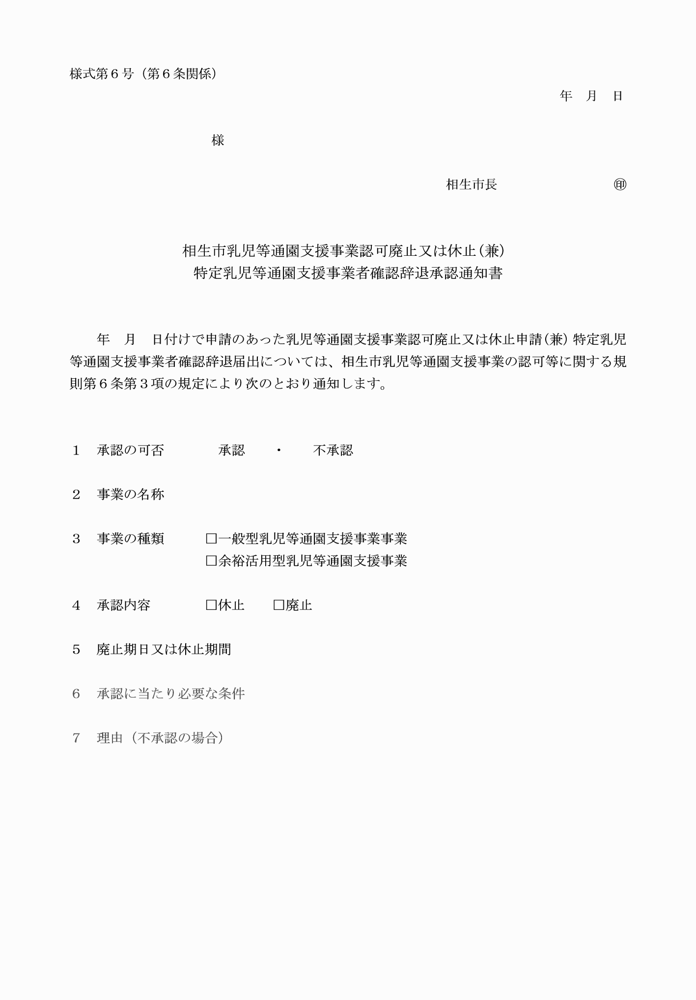 様式第６号（第６条関係）
年　月　日
様
相生市長　　　　　　　　　㊞
相生市乳児等通園支援事業認可廃止又は休止（兼）
特定乳児等通園支援事業者確認辞退承認通知書
年　月　日付けで申請のあった乳児等通園支援事業認可廃止又は休止申請（兼）特定乳児
等通園支援事業者確認辞退届出については、相生市乳児等通園支援事業の認可等に関する規
則第６条第３項の規定により次のとおり通知します。
１　承認の可否　　　　承認　　・　　不承認
２　事業の名称
３　事業の種類　　　□一般型乳児等通園支援事業事業
□余裕活用型乳児等通園支援事業
４　承認内容　　　　□休止　　□廃止
５　廃止期日又は休止期間
６　承認に当たり必要な条件
７　理由（不承認の場合）